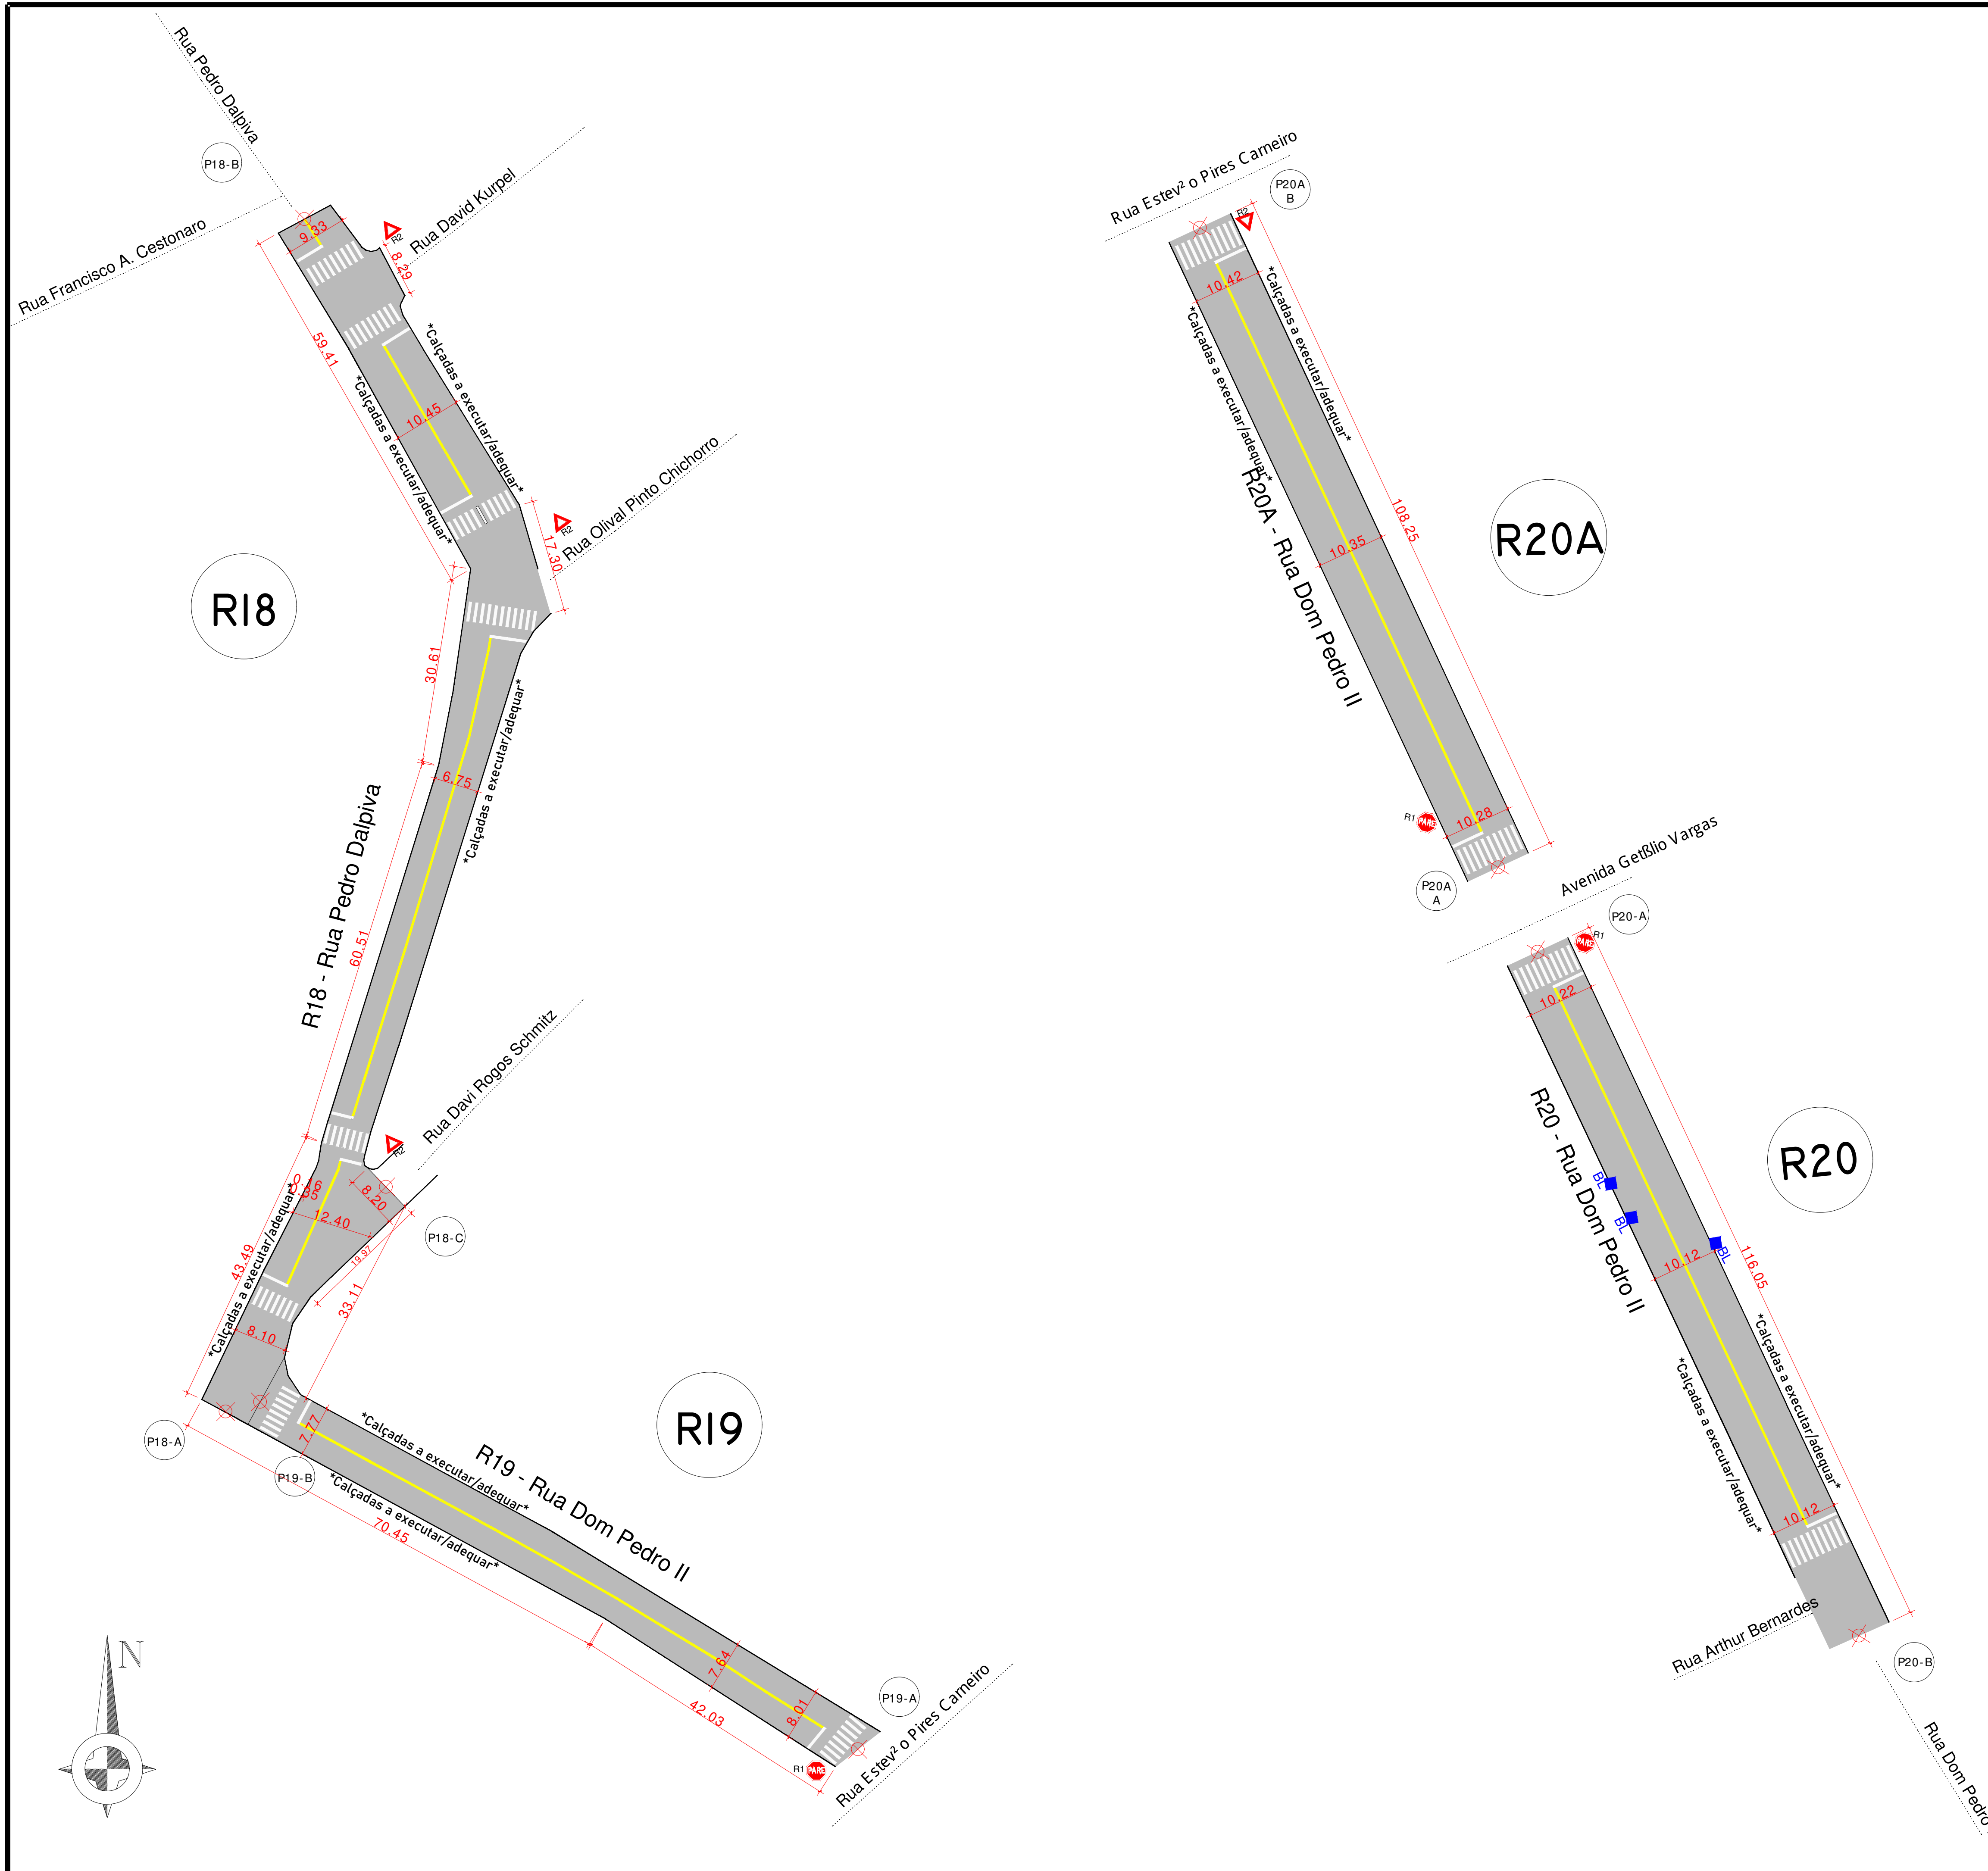 Rua Pedro Dalpiva
P18-B
Rua Francisco A. Cestonaro
9.33
R2
8.29
Rua David Kurpel
59.41
*Calçadas a executar/adequar*
*Calçadas a executar/adequar*
10.45
R2
17.30
Rua Olival Pinto Chichorro
R18
30.61
6.75
*Calçadas a executar/adequar*
R18 - Rua Pedro Dalpiva
60.51
Rua Davi Rogos Schmitz
R2
8.20
12.40
19.97
P18-C
43.49
*Calçadas a executar/adequar*
33.11
8.10
P18-A
P19-B
7.77
*Calçadas a executar/adequar*
*Calçadas a executar/adequar*
R19 - Rua Dom Pedro II
R19
70.45
7.64
42.03
8.01
P19-A
R1 PARE
Rua Estev² o Pires Carneiro
N
Rua Estev² o Pires Carneiro
P20A
B
R2
10.42
*Calçadas a executar/adequar*
*Calçadas a executar/adequar*
R20A - Rua Dom Pedro II
10.35
108.25
R20A
R1 PARE
10.28
P20A
A
Avenida Getßlio Vargas
P20-A
PARE R1
10.22
R20 - Rua Dom Pedro II
R20
BL
BL
BL
10.12
116.05
*Calçadas a executar/adequar*
*Calçadas a executar/adequar*
10.12
Rua Arthur Bernardes
P20-B
Rua Dom Pedro